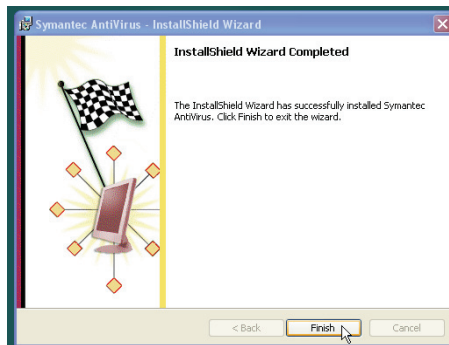 Symantec AntiVirus - InstallShield Wizard
InstallShield Wizard Completed
The InstallShield Wizard has successfully installed Symantec
AntiVirus. Click Finish to exit the wizard.
< Back
Finish
Cancel